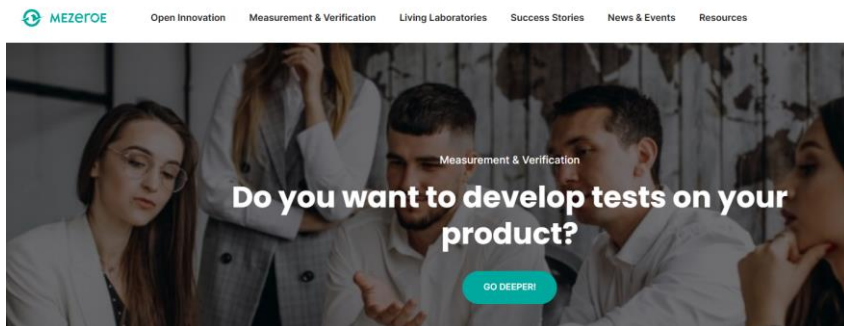 MEZEROE
Open Innovation Measurement & Verification Living Laboratories Success Stories News & Events Resources
Measurement & Verification
Do you want to develop tests on your
product?
GO DEEPER!